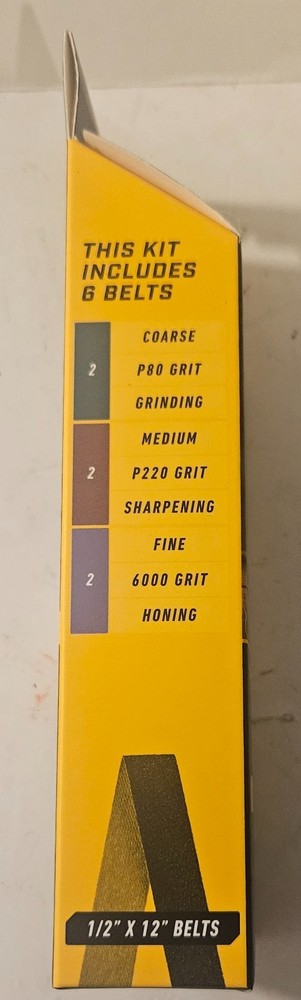 THIS KIT
INCLUDES
6 BELTS
COARSE
2 P80 GRIT
GRINDING
MEDIUM
2 P220 GRIT
SHARPENING
FINE
2 6000 GRIT
HONING
1/2" X 12" BELTS